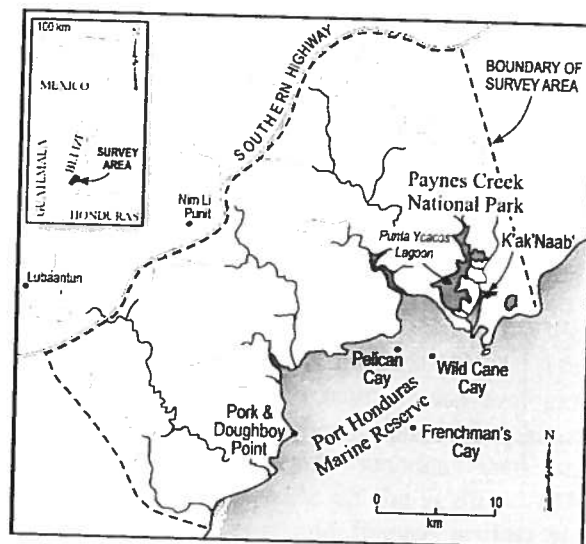 100 km
MEXICO
GUATEMALA
BELIZE
SURVEY
AREA
HONDURAS
SOUTHERN HIGHWAY
BOUNDARY OF
SURVEY AREA
Paynes Creek
National Park
Nim Li
Punit
Punta Ycacos
Lagoon
K'ak'Naab'
Lubaantun
Pelican
Cay
Wild Cane
Cay
Pork &
Doughboy
Point
Port Honduras
Marine Reserve
Frenchman's
Cay
N
0 10
km